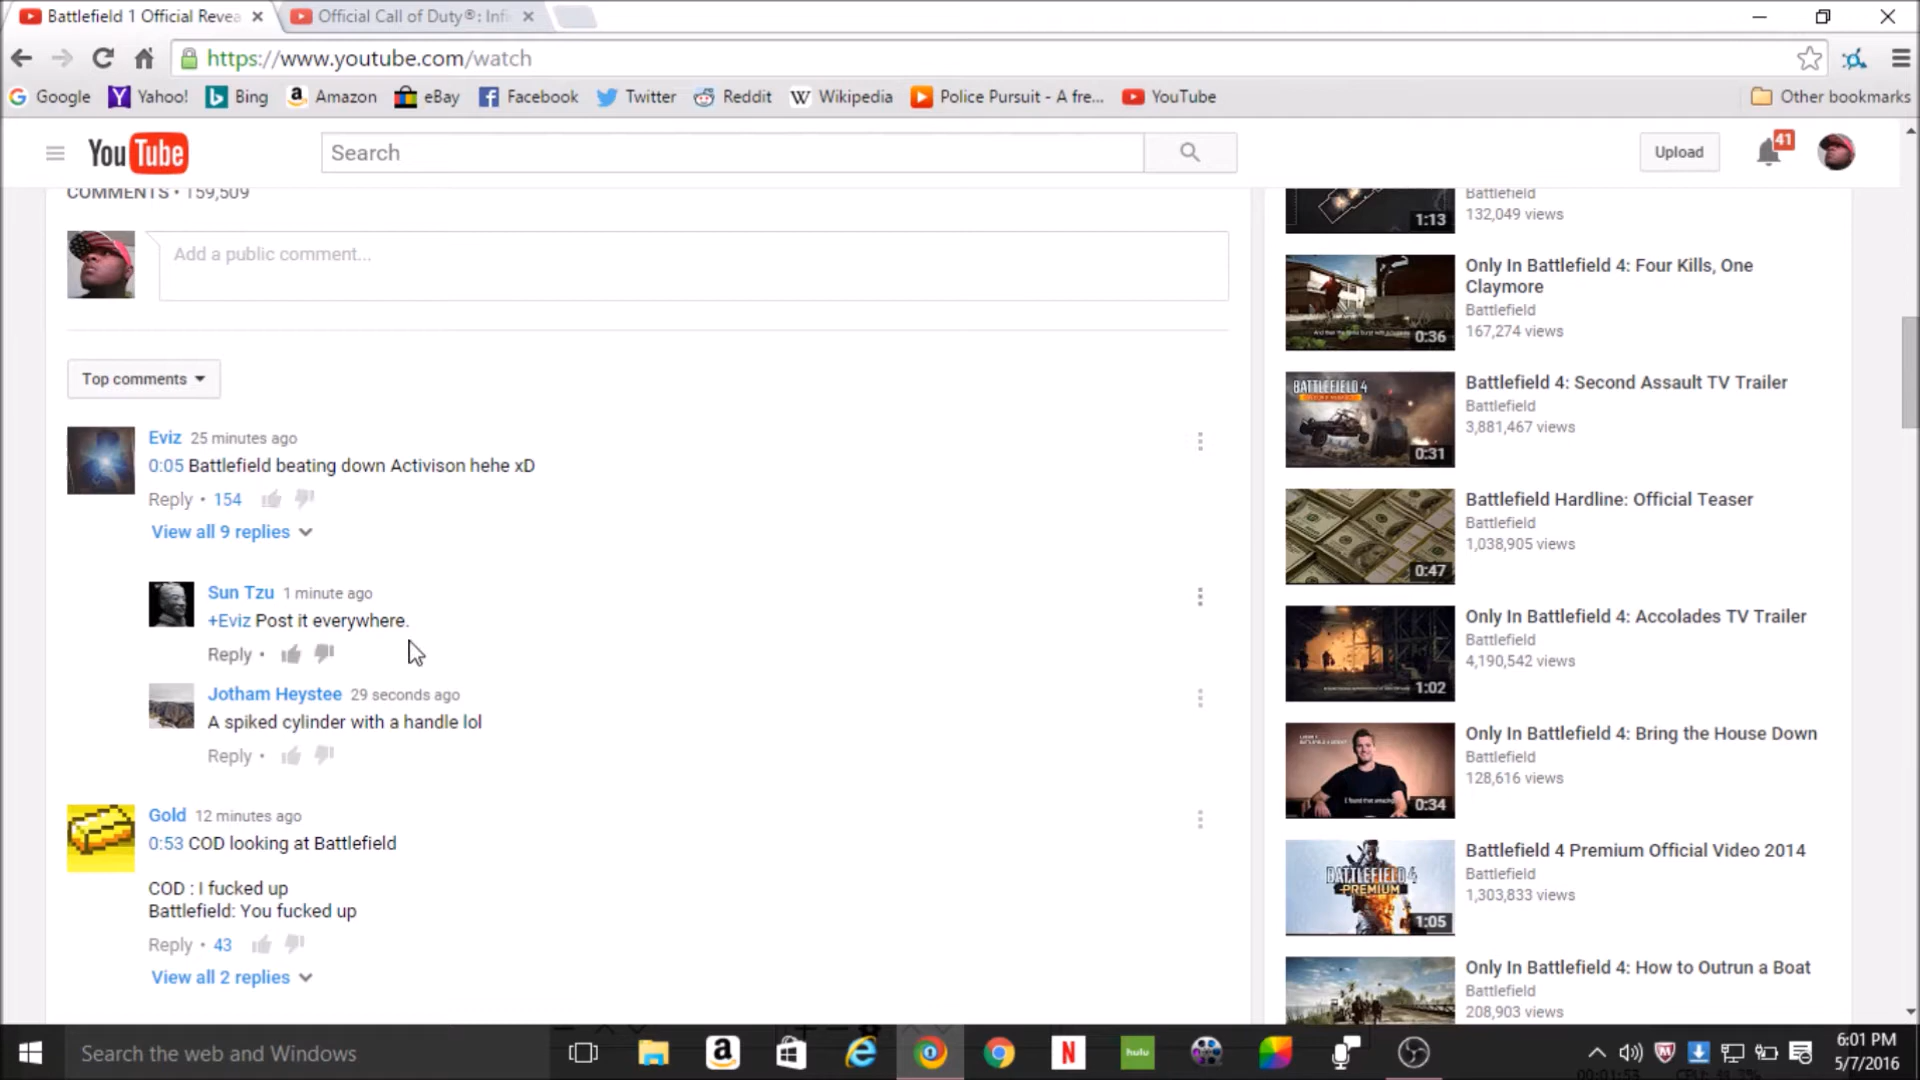 Battlefield 1 Official Revea
Official Call of Duty®: Infi
https://www.youtube.com/watch
Google
Yahoo!
Bing
Amazon
eBay
Facebook
Twitter
Reddit
Wikipedia
Police Pursuit - A fre...
YouTube
Other bookmarks
YouTube
Search
Upload
41
COMMENTS • 159,509
Add a public comment...
Top comments
Eviz 25 minutes ago
0:05 Battlefield beating down Activison hehe xD
Reply • 154
View all 9 replies
Sun Tzu 1 minute ago
+Eviz Post it everywhere.
Reply •
Jotham Heystee 29 seconds ago
A spiked cylinder with a handle lol
Reply •
Gold 12 minutes ago
0:53 COD looking at Battlefield
COD : I fucked up
Battlefield: You fucked up
Reply • 43
View all 2 replies
1:13
Battlefield
132,049 views
0:36
Only In Battlefield 4: Four Kills, One
Claymore
Battlefield
167,274 views
BATTLEFIELD 4
0:31
Battlefield 4: Second Assault TV Trailer
Battlefield
3,881,467 views
0:47
Battlefield Hardline: Official Teaser
Battlefield
1,038,905 views
1:02
Only In Battlefield 4: Accolades TV Trailer
Battlefield
4,190,542 views
0:34
Only In Battlefield 4: Bring the House Down
Battlefield
128,616 views
BATTLEFIELD 4
PREMIUM
1:05
Battlefield 4 Premium Official Video 2014
Battlefield
1,303,833 views
Only In Battlefield 4: How to Outrun a Boat
Battlefield
208,903 views
Search the web and Windows
hulu
6:01 PM
5/7/2016